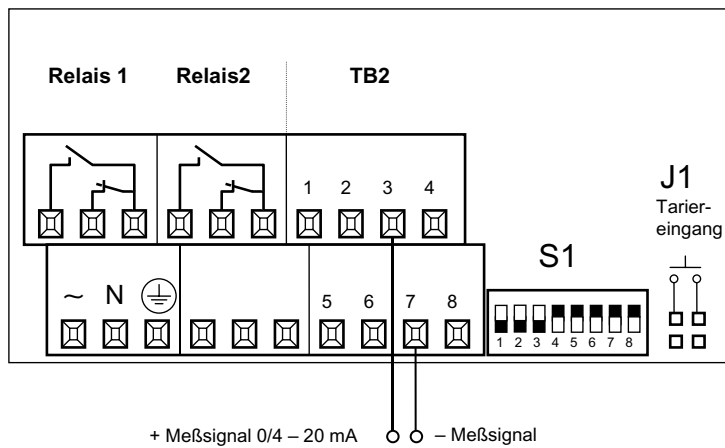 Relais 1 Relais2 TB2
1 2 3 4
J1
Tarier-
eingang
S1
~ N
5 6 7 8
1 2 3 4 5 6 7 8
+ Meßsignal 0/4 – 20 mA – Meßsignal